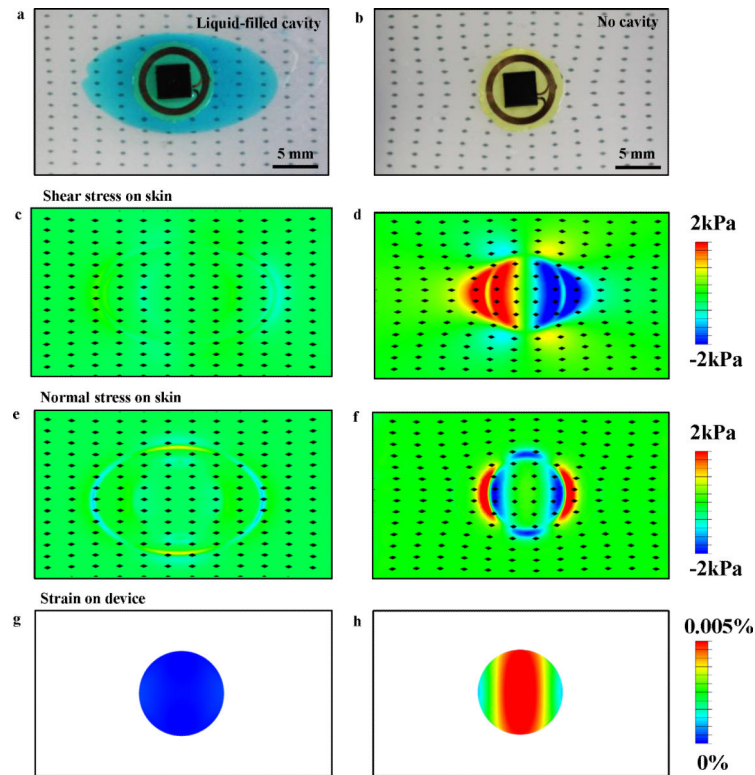 a
Liquid-filled cavity
5 mm
b
No cavity
5 mm
Shear stress on skin
c
d
2kPa
-2kPa
Normal stress on skin
e
f
2kPa
-2kPa
Strain on device
g
h
0.005%
0%